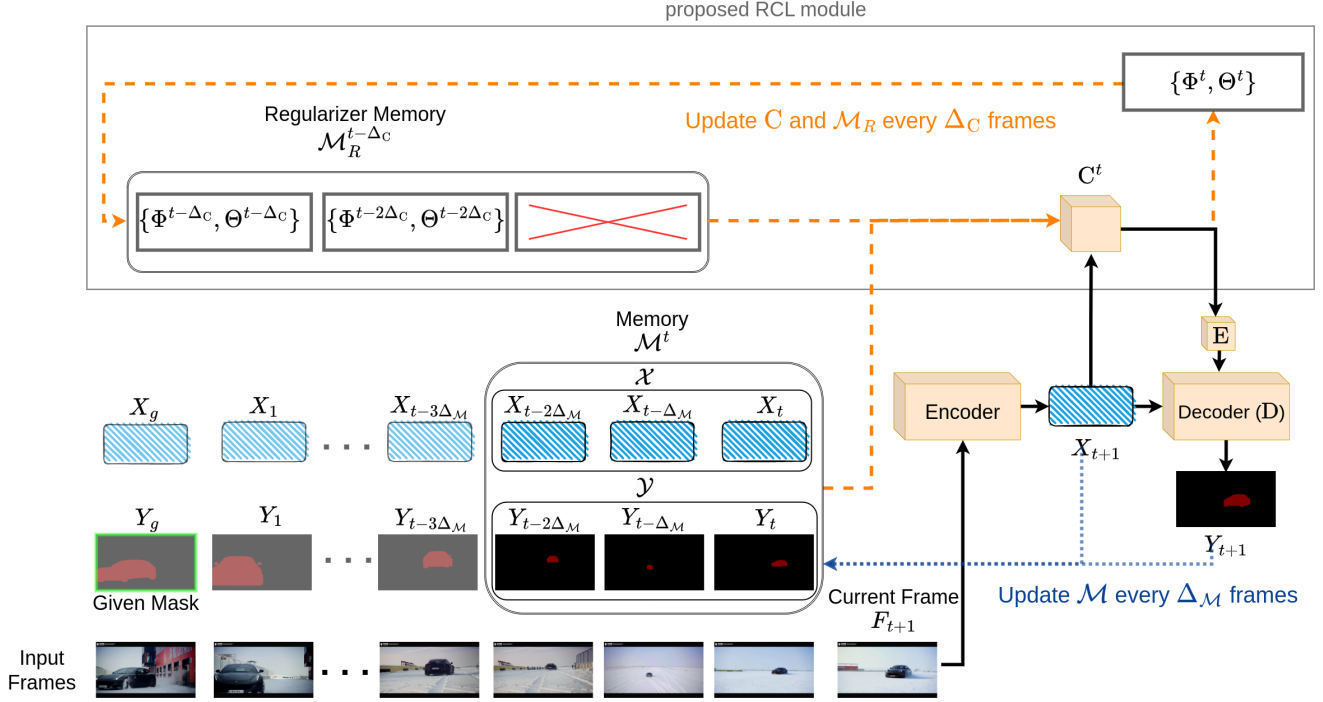 proposed RCL module
{Φ^t, Θ^t}
Update C and ℳ_R every Δ_C frames
Regularizer Memory
ℳ_R^{t−Δ_C}
C^t
{Φ^{t−Δ_C}, Θ^{t−Δ_C}} {Φ^{t−2Δ_C}, Θ^{t−2Δ_C}}
Memory
ℳ^t
E
𝒳
X_g X_1 X_{t−3Δ_ℳ} X_{t−2Δ_ℳ} X_{t−Δ_ℳ} X_t
Encoder
Decoder (D)
. . .
X_{t+1}
𝒴
Y_g Y_1 Y_{t−3Δ_ℳ} Y_{t−2Δ_ℳ} Y_{t−Δ_ℳ} Y_t
. . .
Y_{t+1}
Given Mask
Update ℳ every Δ_ℳ frames
Current Frame
F_{t+1}
Input
Frames
. . .